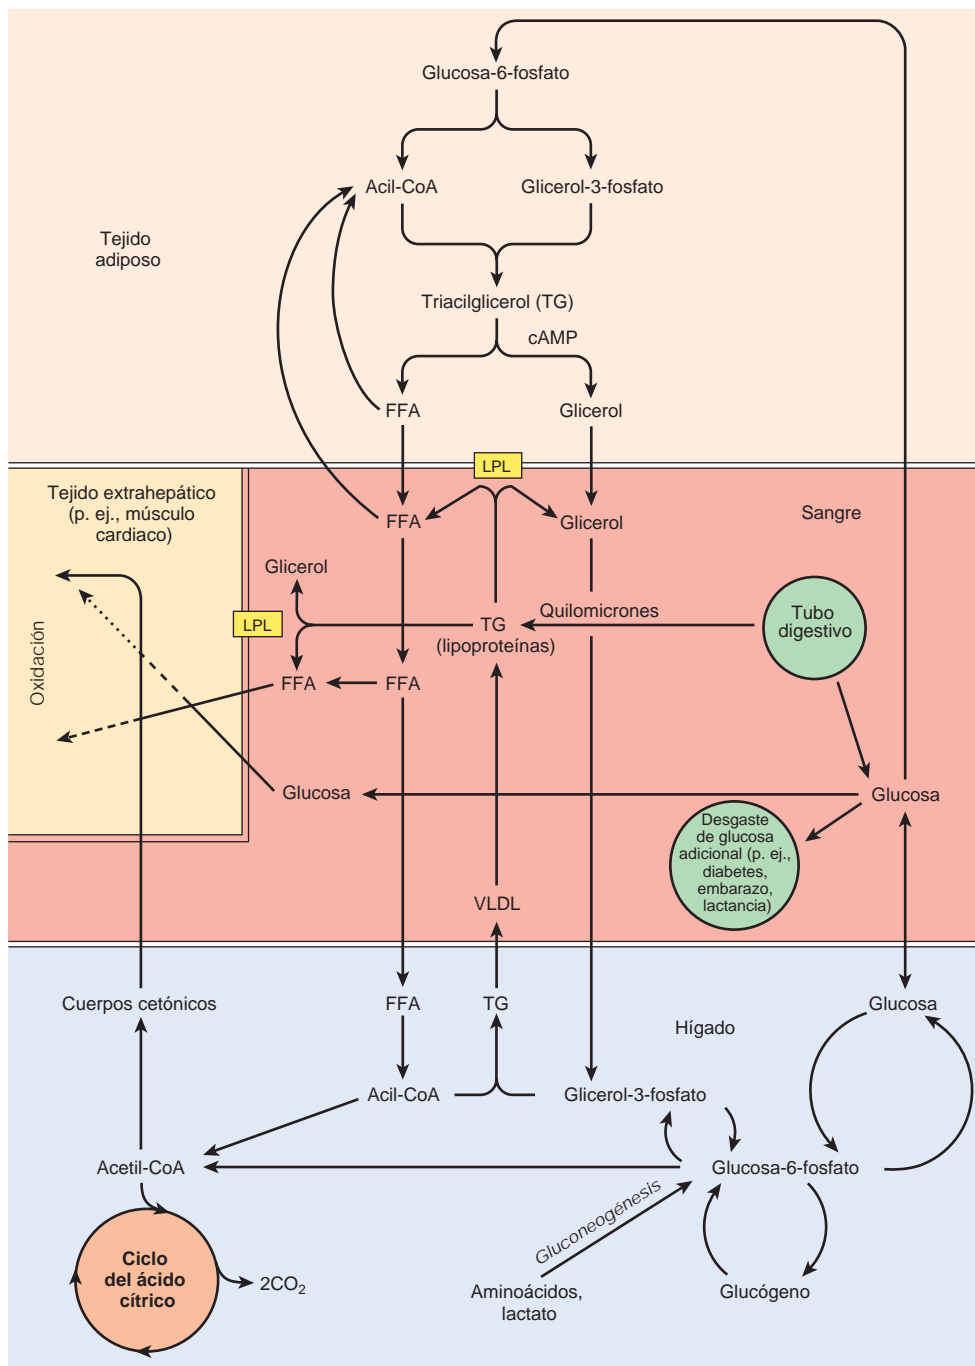 Glucosa-6-fosfato
Acil-CoA
Glicerol-3-fosfato
Tejido
adiposo
Triacilglicerol (TG)
cAMP
FFA
Glicerol
LPL
Tejido extrahepático
(p. ej., músculo
cardiaco)
FFA
Glicerol
Sangre
Glicerol
Quilomicrones
Tubo
digestivo
LPL
TG
(lipoproteínas)
Oxidación
FFA
FFA
Glucosa
Glucosa
Desgaste
de glucosa
adicional (p. ej.,
diabetes,
embarazo,
lactancia)
VLDL
Cuerpos cetónicos
FFA
TG
Glucosa
Hígado
Acil-CoA
Glicerol-3-fosfato
Acetil-CoA
Glucosa-6-fosfato
Gluconeogénesis
Ciclo
del ácido
cítrico
2CO₂
Aminoácidos,
lactato
Glucógeno